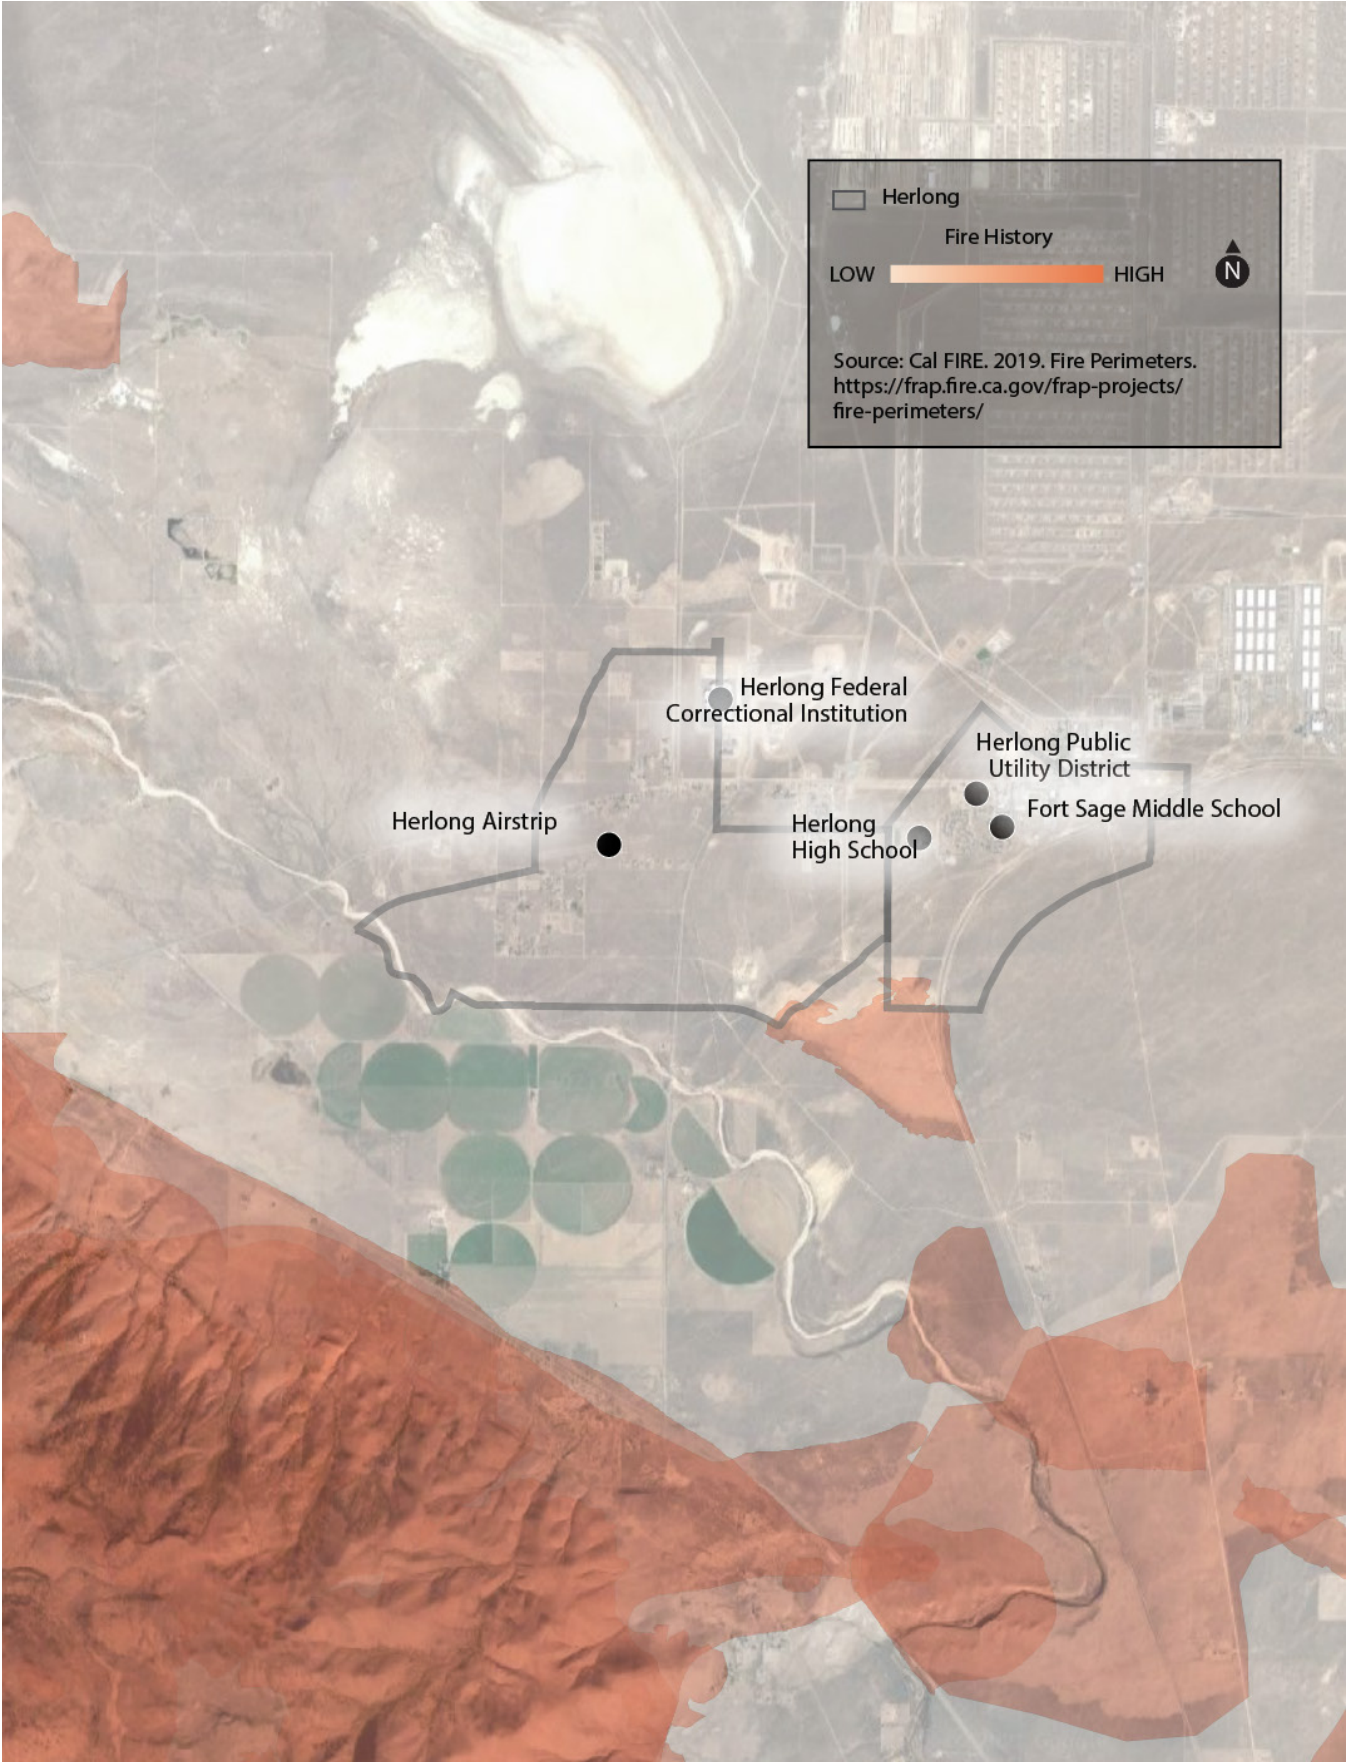 Herlong
Fire History
LOW
HIGH
N
Source: Cal FIRE. 2019. Fire Perimeters.
https://frap.fire.ca.gov/frap-projects/
fire-perimeters/
Herlong Federal
Correctional Institution
Herlong Public
Utility District
Herlong Airstrip
Fort Sage Middle School
Herlong
High School